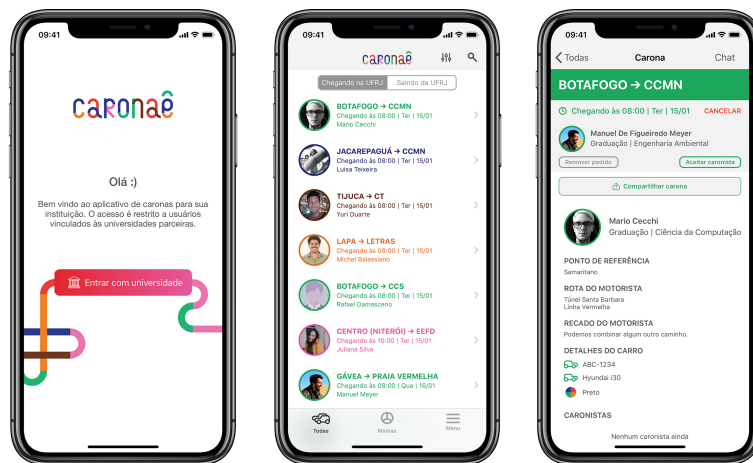 09:41
caronaê
Olá :)
Bem vindo ao aplicativo de caronas para sua
instituição. O acesso é restrito a usuários
vinculados às universidades parceiras.
Entrar com universidade
09:41
caronaê
Chegando na UFRJ
Saindo da UFRJ
BOTAFOGO → CCMN
Chegando às 08:00 | Ter | 15/01
Mario Cecchi
JACAREPAGUÁ → CCMN
Chegando às 08:00 | Ter | 15/01
Luisa Teixeira
TIJUCA → CT
Chegando às 08:00 | Ter | 15/01
Yuri Duarte
LAPA → LETRAS
Chegando às 08:00 | Ter | 15/01
Michel Balassiano
BOTAFOGO → CCS
Chegando às 08:00 | Ter | 15/01
Rafael Damasceno
CENTRO (NITERÓI) → EEFD
Chegando às 10:00 | Ter | 15/01
Juliana Silva
GÁVEA → PRAIA VERMELHA
Chegando às 08:00 | Qua | 16/01
Manuel Meyer
Todas
Minhas
Menu
09:41
Todas
Carona
Chat
BOTAFOGO → CCMN
Chegando às 08:00 | Ter | 15/01
CANCELAR
Manuel De Figueiredo Meyer
Graduação | Engenharia Ambiental
Remover pedido
Aceitar caronista
Compartilhar carona
Mario Cecchi
Graduação | Ciência da Computação
PONTO DE REFERÊNCIA
Samaritano
ROTA DO MOTORISTA
Túnel Santa Barbara
Linha Vermelha
RECADO DO MOTORISTA
Podemos combinar algum outro caminho.
DETALHES DO CARRO
ABC-1234
Hyundai i30
Preto
CARONISTAS
Nenhum caronista ainda